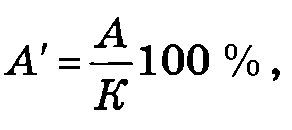 A′ = A/K 100 %,